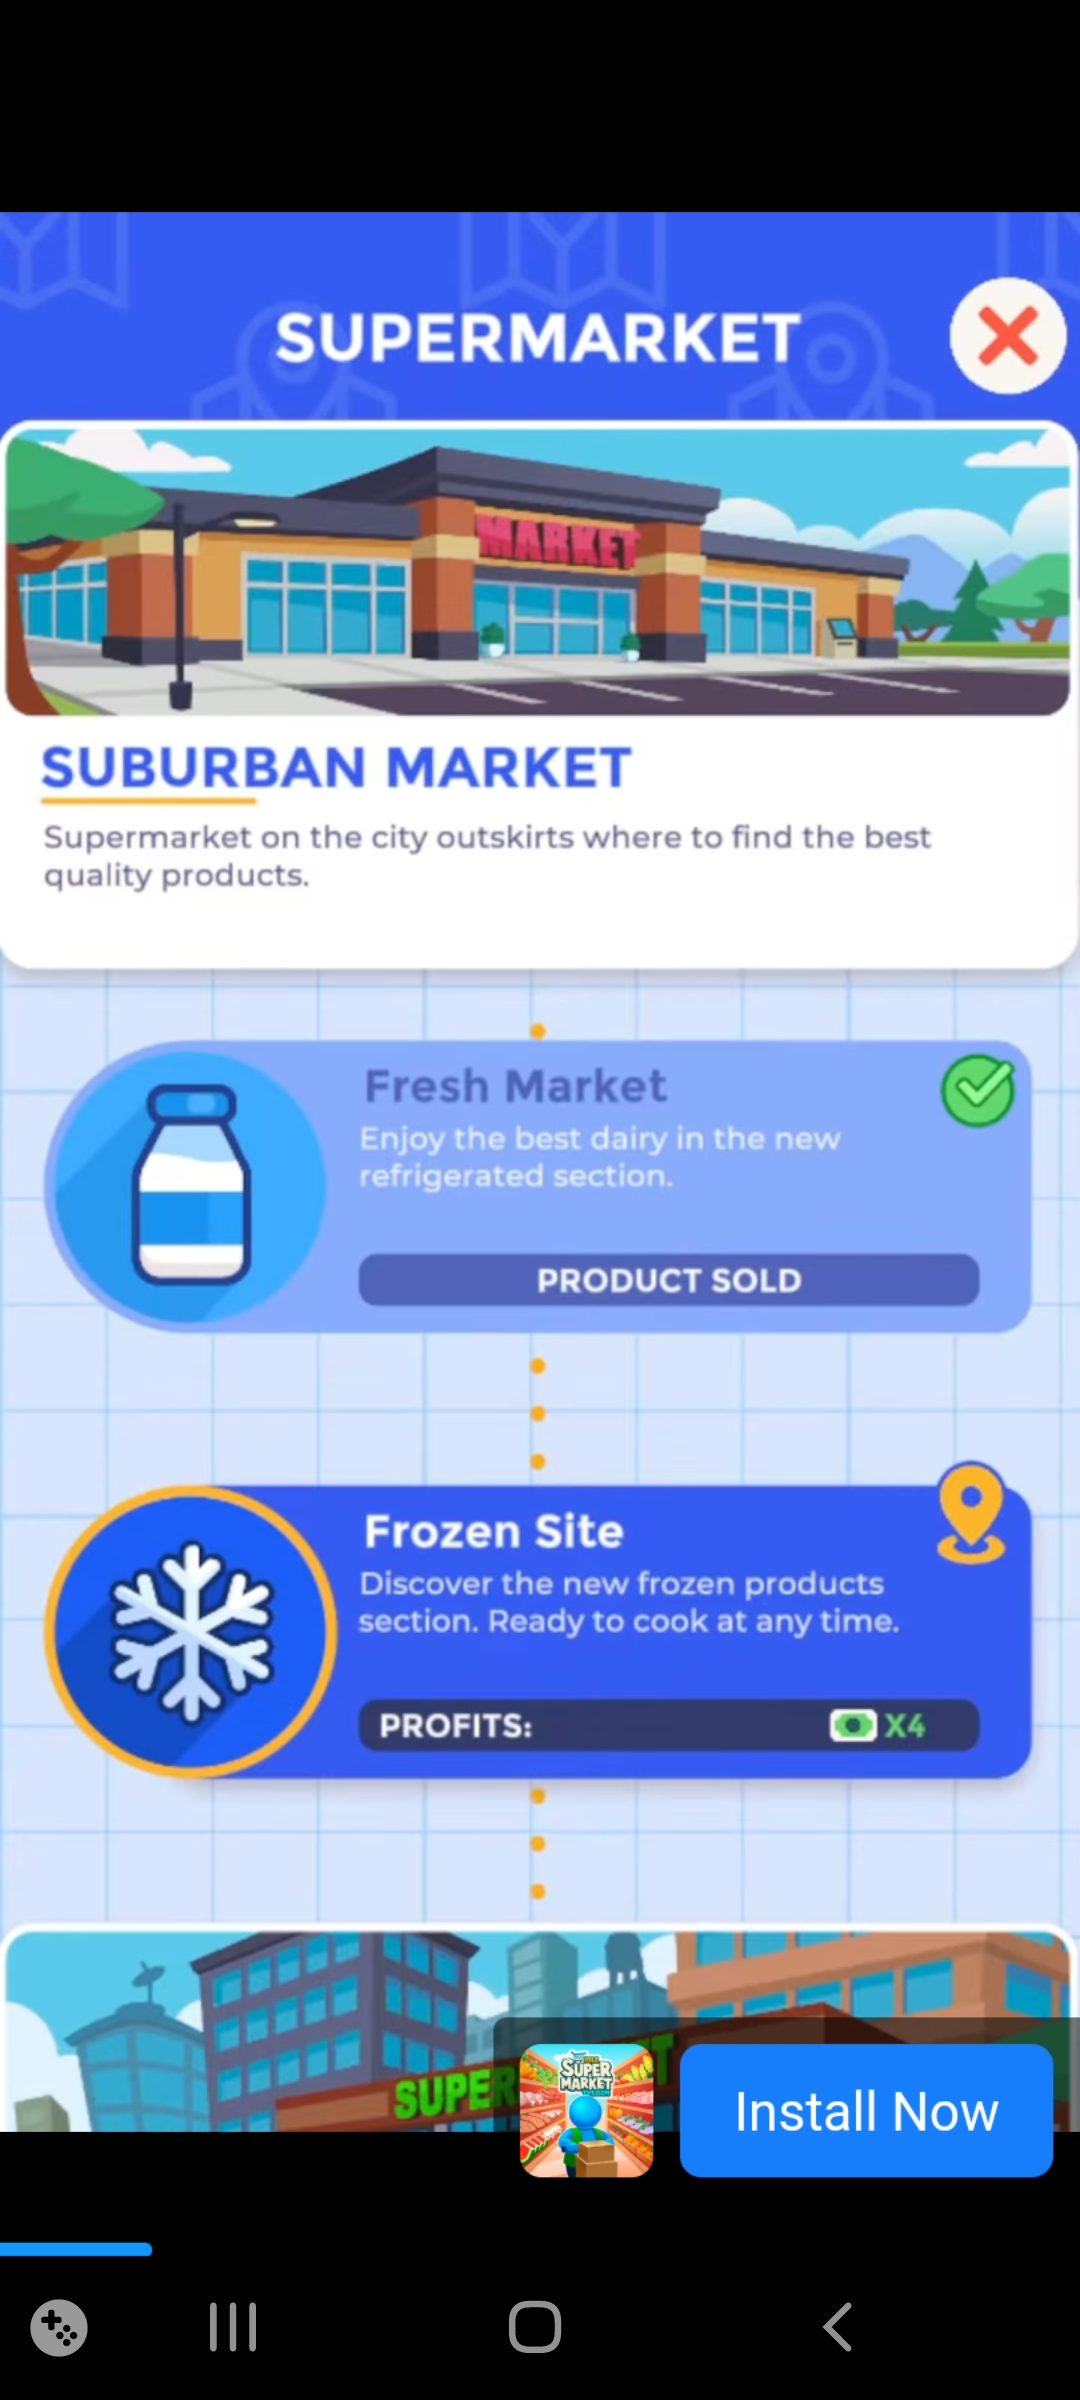 SUPERMARKET
MARKET
SUBURBAN MARKET
Supermarket on the city outskirts where to find the best
quality products.
Fresh Market
Enjoy the best dairy in the new
refrigerated section.
PRODUCT SOLD
Frozen Site
Discover the new frozen products
section. Ready to cook at any time.
PROFITS: X4
SUPER
SUPER
MARKET
Install Now